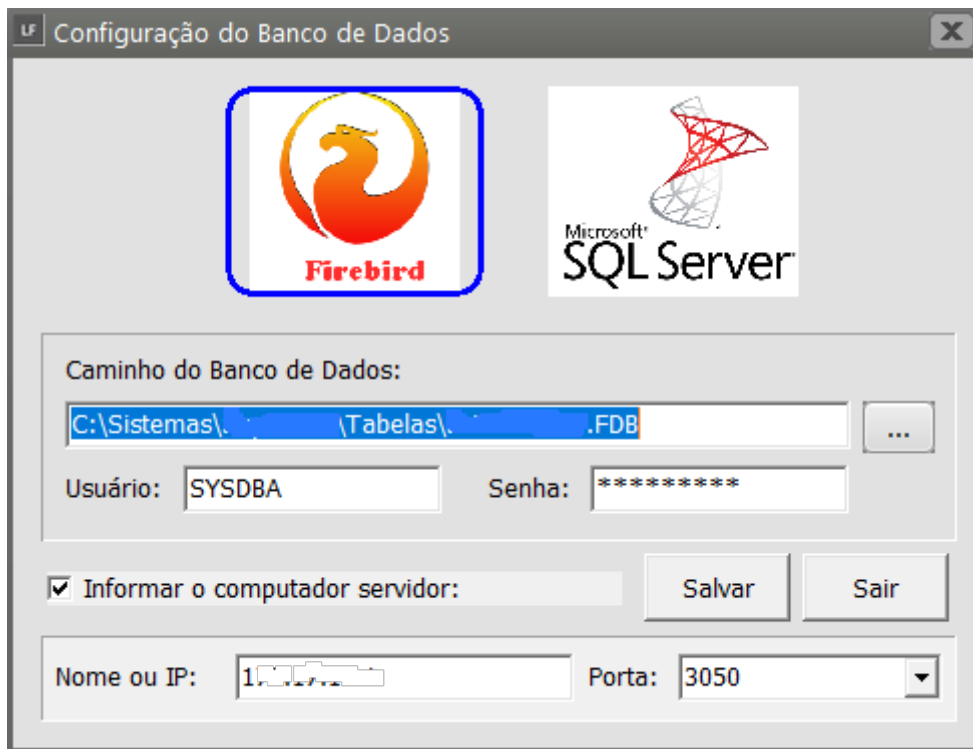 LF Configuração do Banco de Dados
Firebird
Microsoft
SQL Server
Caminho do Banco de Dados:
C:\Sistemas\ \Tabelas\ .FDB
...
Usuário: SYSDBA Senha: *********
Informar o computador servidor: Salvar Sair
Nome ou IP: Porta: 3050